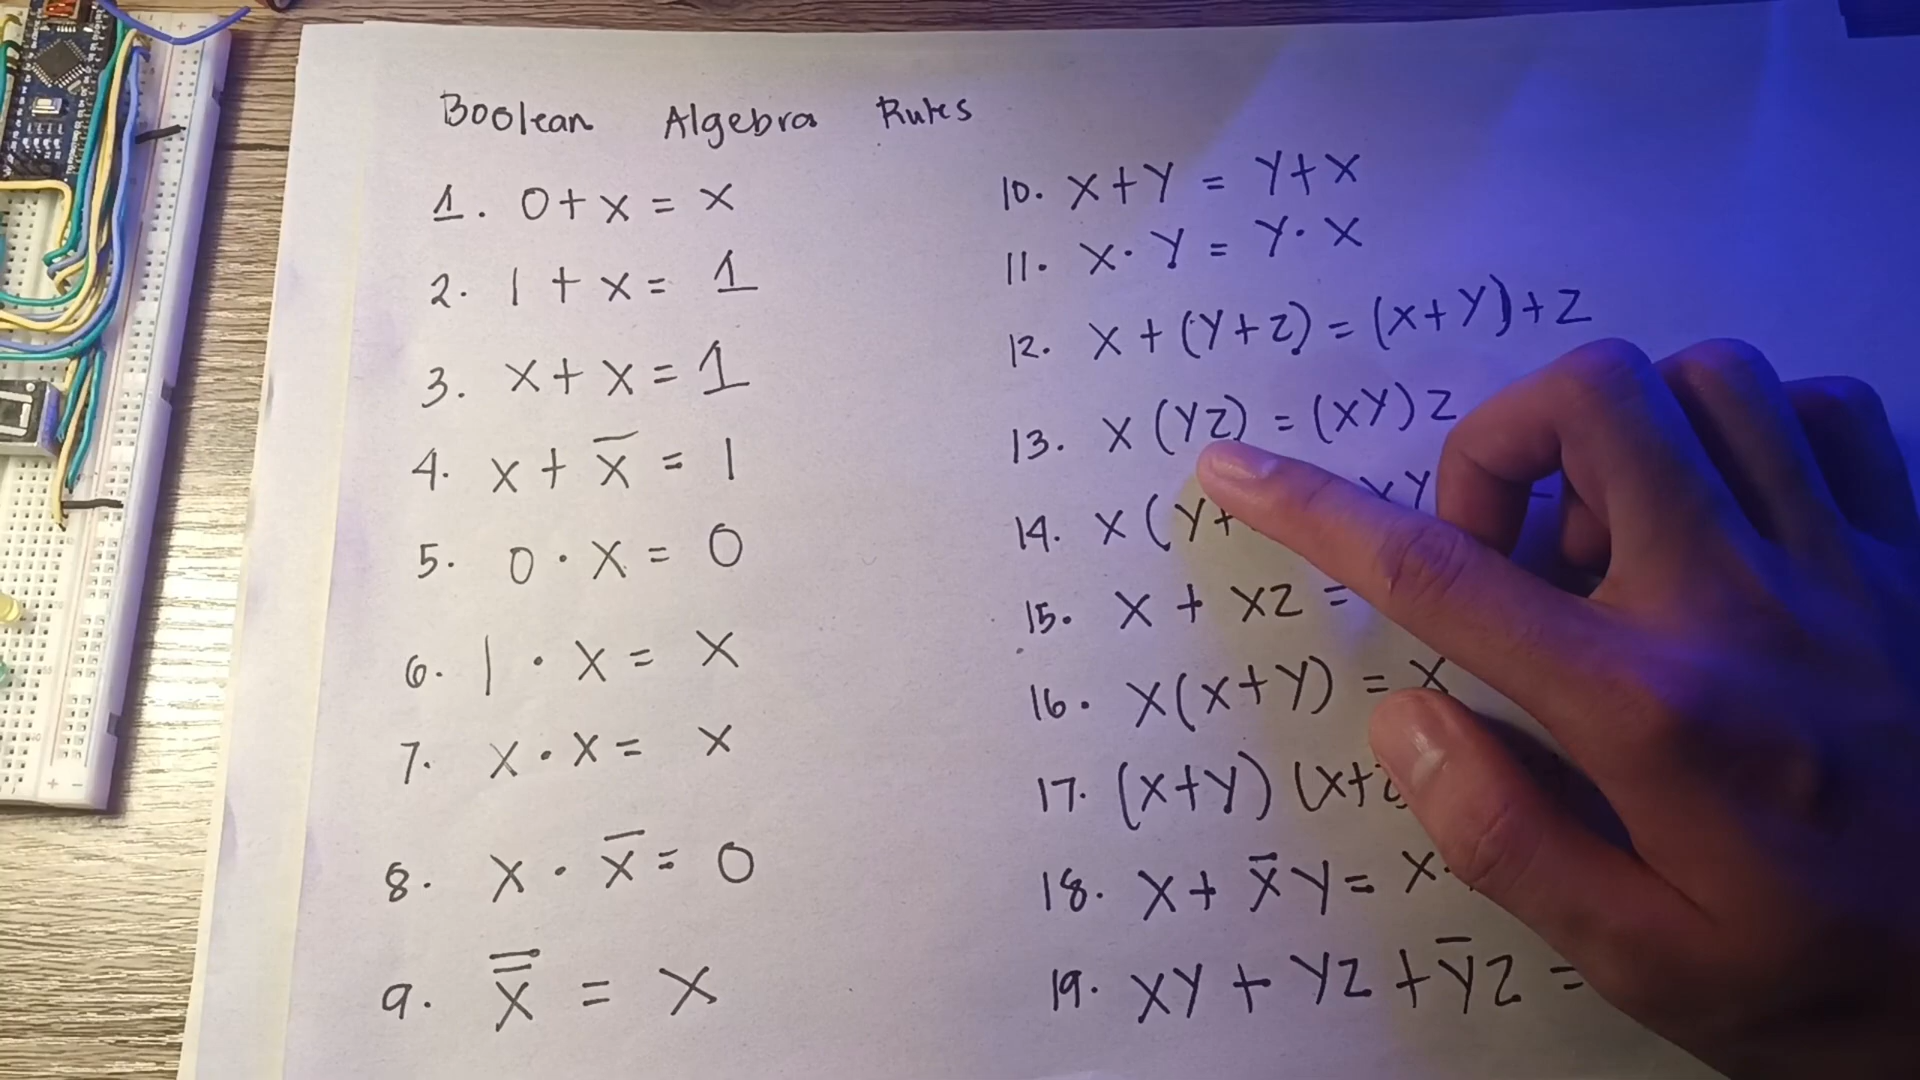 Boolean Algebra Rules
1. 0 + x = x
2. 1 + x = 1
3. x + x = 1
4. x + x̅ = 1
5. 0 · x = 0
6. 1 · x = x
7. x · x = x
8. x · x̅ = 0
9. x̿ = x
10. x + y = y + x
11. x · y = y · x
12. x + (y + z) = (x + y) + z
13. x (yz) = (xy) z
14. x (y + xy
15. x + xz =
16. x (x + y) = x
17. (x + y) (x + z
18. x + x̅ y = x
19. xy + yz + y̅z =